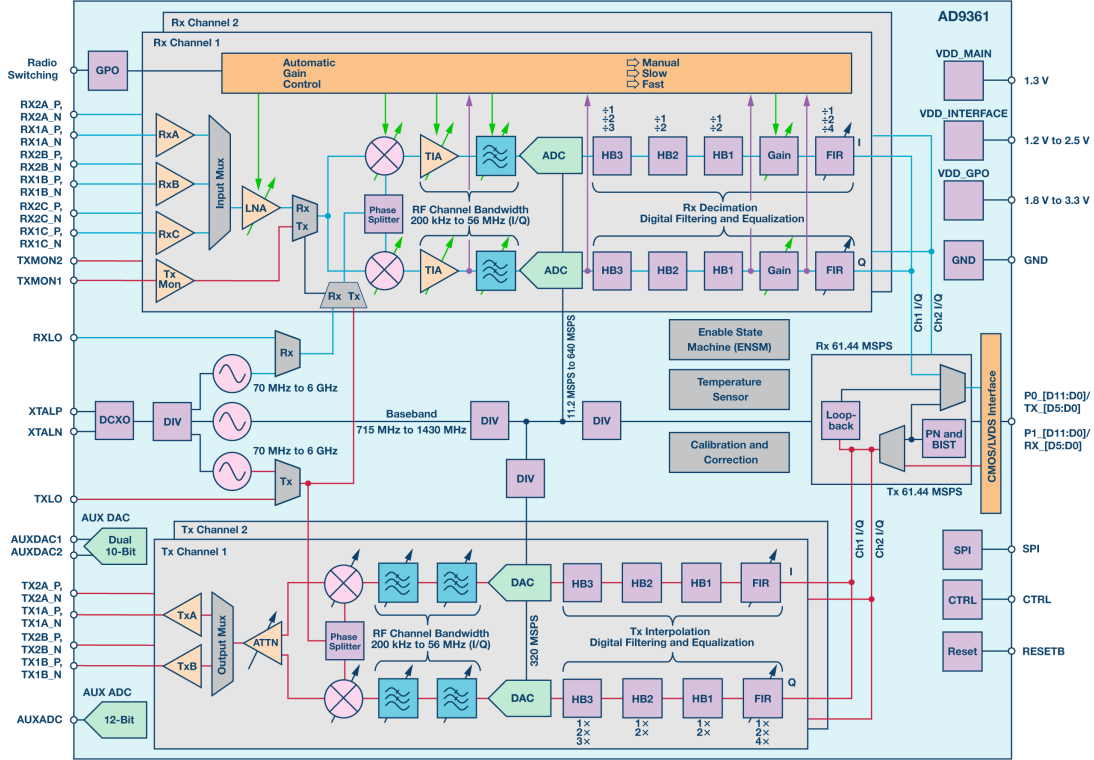 AD9361
Rx Channel 2
Rx Channel 1
Radio
Switching
GPO
Automatic
Gain
Control
Manual
Slow
Fast
VDD_MAIN
1.3 V
VDD_INTERFACE
1.2 V to 2.5 V
VDD_GPO
1.8 V to 3.3 V
GND
GND
RX2A_P,
RX2A_N
RX1A_P,
RX1A_N
RX2B_P,
RX2B_N
RX1B_P,
RX1B_N
RX2C_P,
RX2C_N
RX1C_P,
RX1C_N
TXMON2
TXMON1
RxA
RxB
RxC
Tx
Mon
Input Mux
LNA
Rx
Tx
Phase
Splitter
TIA
ADC
÷1
÷2
÷3
HB3
÷1
÷2
HB2
÷1
÷2
HB1
Gain
÷1
÷2
÷4
FIR
I
RF Channel Bandwidth
200 kHz to 56 MHz (I/Q)
Rx Decimation
Digital Filtering and Equalization
TIA
ADC
HB3
HB2
HB1
Gain
FIR
Q
Rx Tx
Ch1 I/Q
Ch2 I/Q
RXLO
Rx
70 MHz to 6 GHz
XTALP
XTALN
DCXO
DIV
Baseband
715 MHz to 1430 MHz
DIV
11.2 MSPS to 640 MSPS
DIV
DIV
70 MHz to 6 GHz
Tx
TXLO
Enable State
Machine (ENSM)
Temperature
Sensor
Calibration and
Correction
Rx 61.44 MSPS
Loop-
back
PN and
BIST
Tx 61.44 MSPS
CMOS/LVDS Interface
P0_[D11:D0]/
TX_[D5:D0]
P1_[D11:D0]/
RX_[D5:D0]
Ch1 I/Q
Ch2 I/Q
AUX DAC
AUXDAC1
AUXDAC2
Dual
10-Bit
Tx Channel 2
Tx Channel 1
TX2A_P,
TX2A_N
TX1A_P,
TX1A_N
TX2B_P,
TX2B_N
TX1B_P,
TX1B_N
TxA
TxB
Output Mux
ATTN
Phase
Splitter
DAC
HB3
HB2
HB1
FIR
I
RF Channel Bandwidth
200 kHz to 56 MHz (I/Q)
320 MSPS
Tx Interpolation
Digital Filtering and Equalization
DAC
HB3
HB2
HB1
FIR
Q
1×
2×
3×
1×
2×
1×
2×
1×
2×
4×
AUX ADC
AUXADC
12-Bit
SPI
SPI
CTRL
CTRL
Reset
RESETB